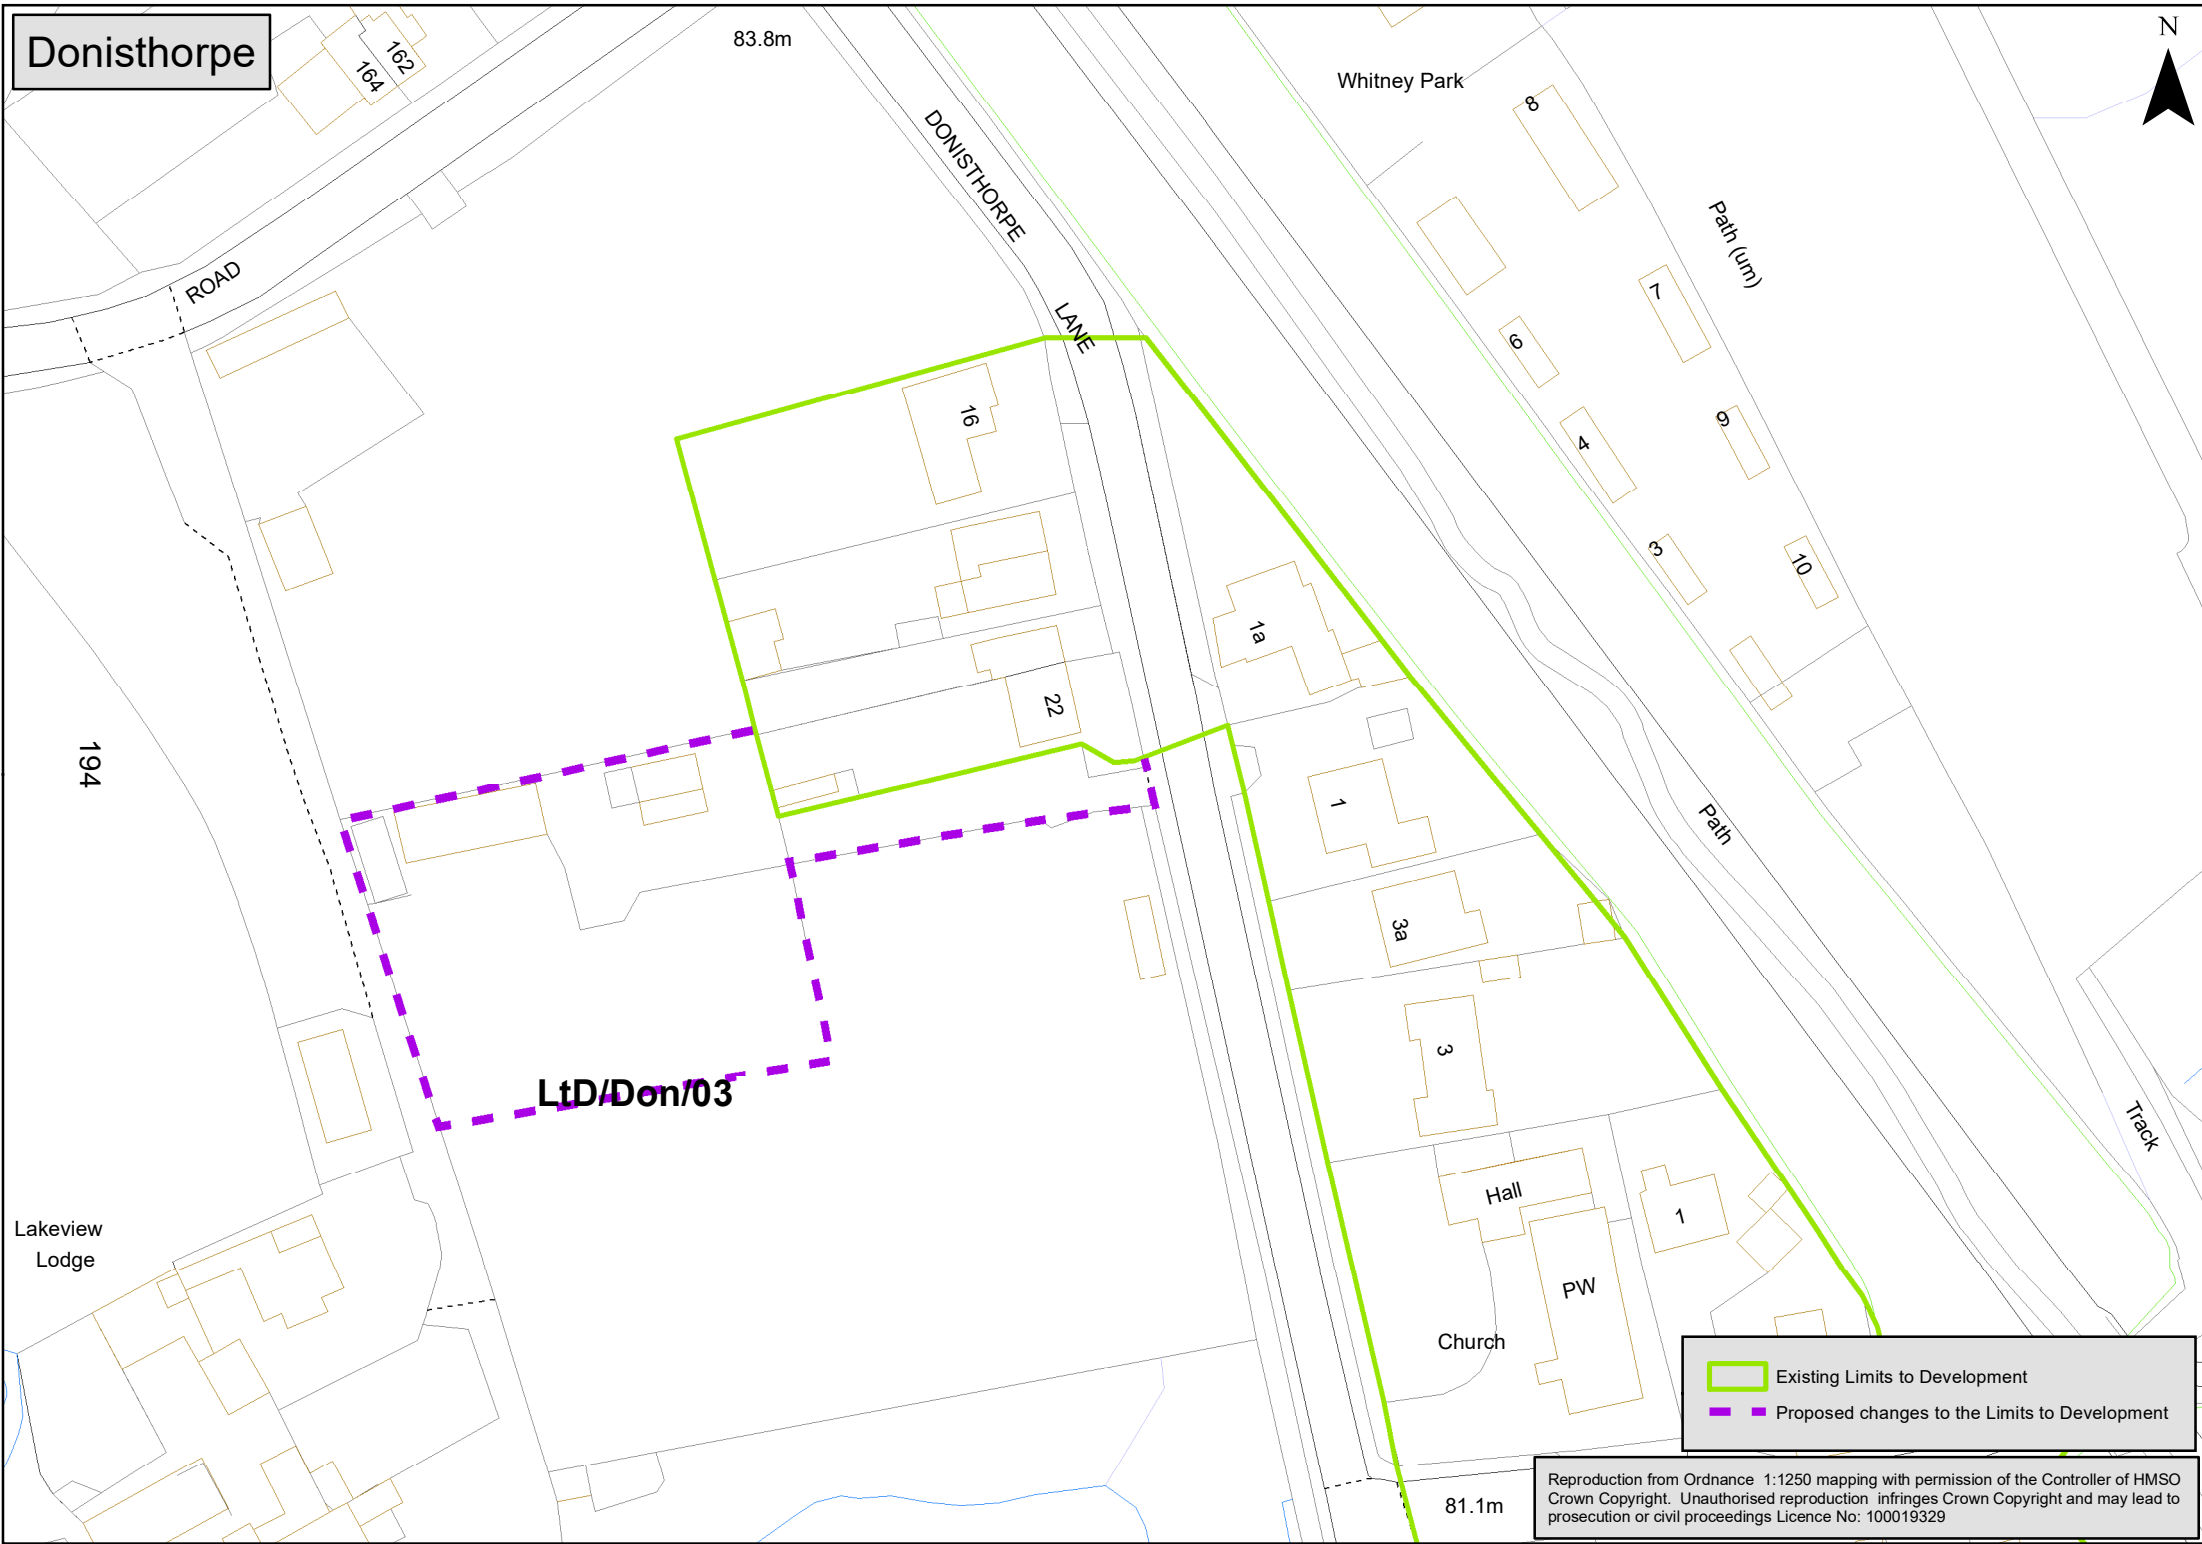 Donisthorpe
162
164
83.8m
Whitney Park
N
8
DONISTHORPE
Path (um)
ROAD
7
LANE
6
16
9
4
3
10
1a
22
194
1
Path
3a
3
LtD/Don/03
Track
Hall
1
Lakeview
Lodge
PW
Church
Existing Limits to Development
Proposed changes to the Limits to Development
81.1m
Reproduction from Ordnance 1:1250 mapping with permission of the Controller of HMSO
Crown Copyright. Unauthorised reproduction infringes Crown Copyright and may lead to
prosecution or civil proceedings Licence No: 100019329